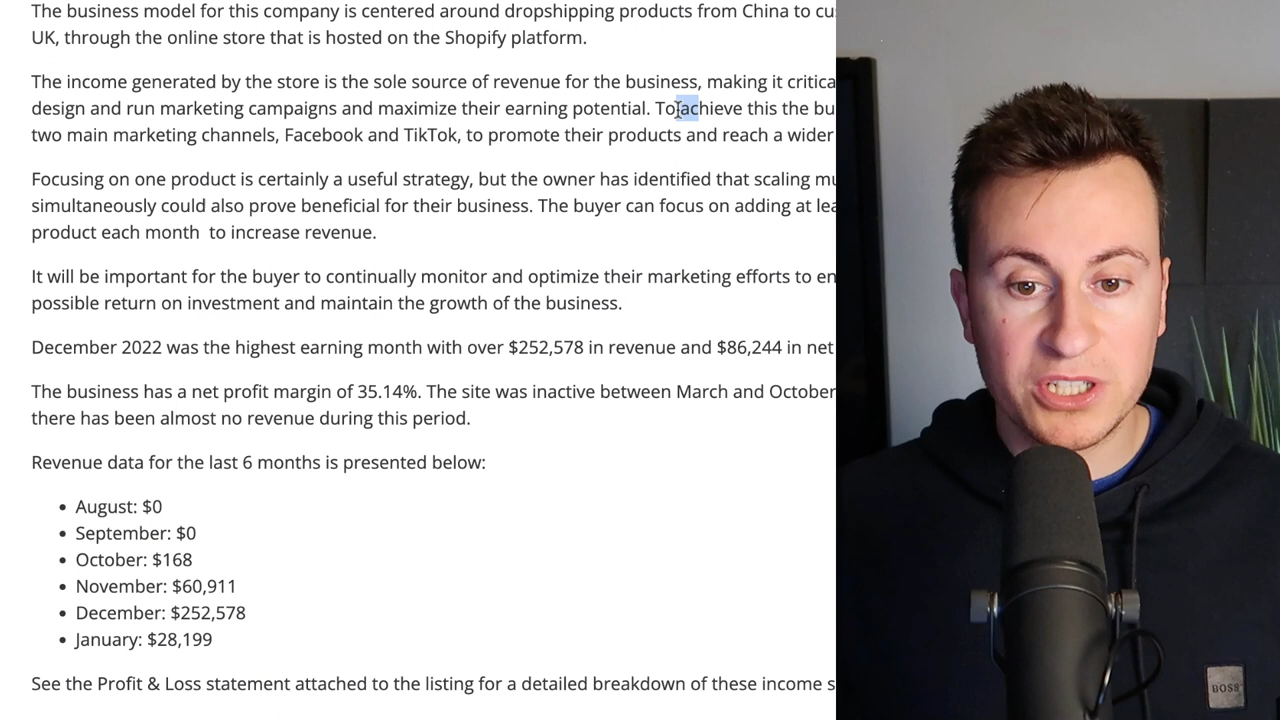 The business model for this company is centered around dropshipping products from China to
UK, through the online store that is hosted on the Shopify platform.
The income generated by the store is the sole source of revenue for the business, making it
design and run marketing campaigns and maximize their earning potential. To achieve this the
two main marketing channels, Facebook and TikTok, to promote their products and reach a wider
Focusing on one product is certainly a useful strategy, but the owner has identified that scaling
simultaneously could also prove beneficial for their business. The buyer can focus on adding at
product each month to increase revenue.
It will be important for the buyer to continually monitor and optimize their marketing efforts to
possible return on investment and maintain the growth of the business.
December 2022 was the highest earning month with over $252,578 in revenue and $86,244 in net
The business has a net profit margin of 35.14%. The site was inactive between March and October
there has been almost no revenue during this period.
Revenue data for the last 6 months is presented below:
• August: $0
• September: $0
• October: $168
• November: $60,911
• December: $252,578
• January: $28,199
See the Profit & Loss statement attached to the listing for a detailed breakdown of these income
BOSS